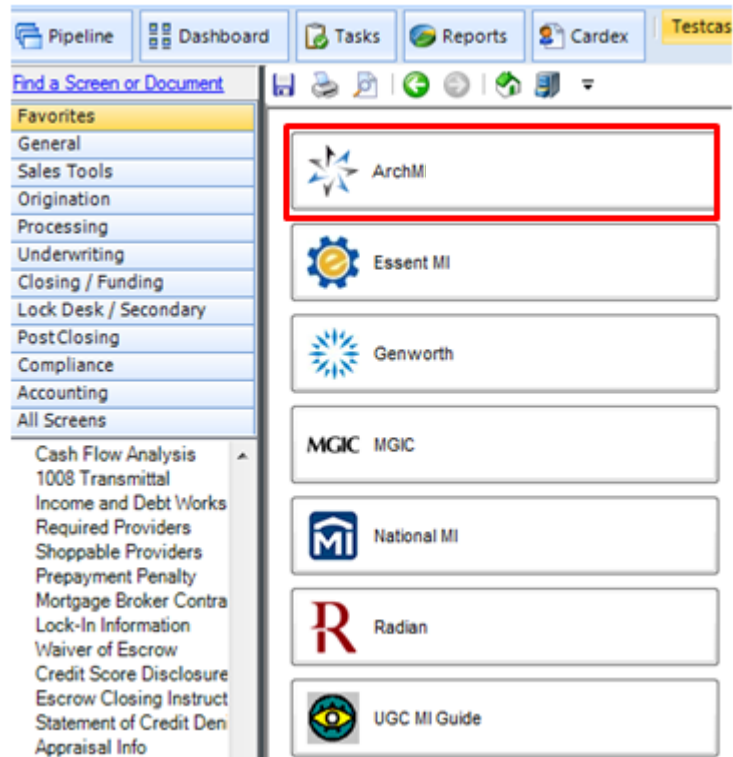 Pipeline Dashboard Tasks Reports Cardex Testcas
Find a Screen or Document
Favorites
General
Sales Tools
Origination
Processing
Underwriting
Closing / Funding
Lock Desk / Secondary
PostClosing
Compliance
Accounting
All Screens
Cash Flow Analysis
1008 Transmittal
Income and Debt Works
Required Providers
Shoppable Providers
Prepayment Penalty
Mortgage Broker Contra
Lock-In Information
Waiver of Escrow
Credit Score Disclosure
Escrow Closing Instruct
Statement of Credit Deni
Appraisal Info
ArchMI
e Essent MI
Genworth
MGIC MGIC
MI National MI
R Radian
UGC MI Guide